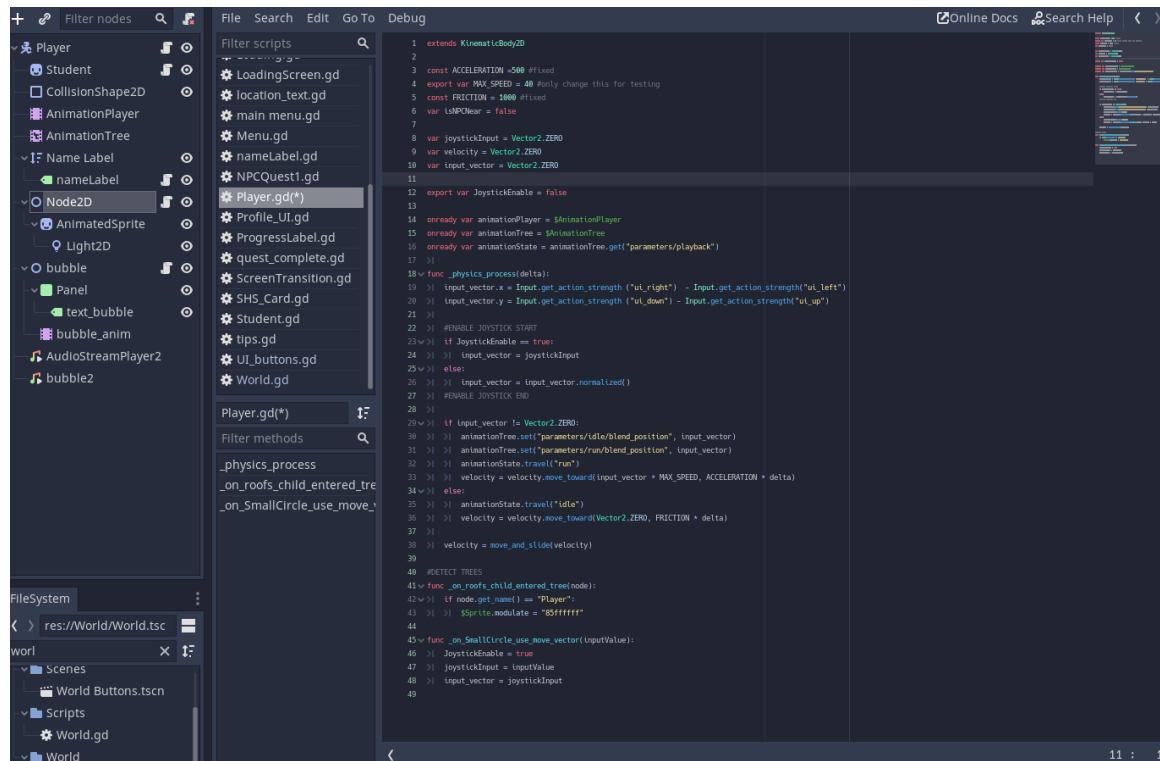 Filter nodes
Player
Student
CollisionShape2D
AnimationPlayer
AnimationTree
Name Label
nameLabel
Node2D
AnimatedSprite
Light2D
bubble
Panel
text_bubble
bubble_anim
AudioStreamPlayer2
bubble2
FileSystem
res://World/World.tsc
worl
Scenes
World Buttons.tscn
Scripts
World.gd
World
File Search Edit Go To Debug
Online Docs Search Help
Filter scripts
LoadingScreen.gd
location_text.gd
main menu.gd
Menu.gd
nameLabel.gd
NPCQuest1.gd
Player.gd(*)
Profile_UI.gd
ProgressLabel.gd
quest_complete.gd
ScreenTransition.gd
SHS_Card.gd
Student.gd
tips.gd
UI_buttons.gd
World.gd
Player.gd(*)
Filter methods
_physics_process
_on_roofs_child_entered_tre
_on_SmallCircle_use_move_
1 extends KinematicBody2D
2
3 const ACCELERATION =500 #fixed
4 export var MAX_SPEED = 40 #only change this for testing
5 const FRICTION = 1000 #fixed
6 var isNPCNear = false
7
8 var joystickInput = Vector2.ZERO
9 var velocity = Vector2.ZERO
10 var input_vector = Vector2.ZERO
11
12 export var JoystickEnable = false
13
14 onready var animationPlayer = $AnimationPlayer
15 onready var animationTree = $AnimationTree
16 onready var animationState = animationTree.get("parameters/playback")
17
18 func _physics_process(delta):
19 input_vector.x = Input.get_action_strength ("ui_right") - Input.get_action_strength("ui_left")
20 input_vector.y = Input.get_action_strength ("ui_down") - Input.get_action_strength("ui_up")
21
22 #ENABLE JOYSTICK START
23 if JoystickEnable == true:
24 input_vector = joystickInput
25 else:
26 input_vector = input_vector.normalized()
27 #ENABLE JOYSTICK END
28
29 if input_vector != Vector2.ZERO:
30 animationTree.set("parameters/idle/blend_position", input_vector)
31 animationTree.set("parameters/run/blend_position", input_vector)
32 animationState.travel("run")
33 velocity = velocity.move_toward(input_vector * MAX_SPEED, ACCELERATION * delta)
34 else:
35 animationState.travel("idle")
36 velocity = velocity.move_toward(Vector2.ZERO, FRICTION * delta)
37
38 velocity = move_and_slide(velocity)
39
40 #DETECT TREES
41 func _on_roofs_child_entered_tree(node):
42 if node.get_name() == "Player":
43 $Sprite.modulate = "85ffffff"
44
45 func _on_SmallCircle_use_move_vector(inputValue):
46 JoystickEnable = true
47 joystickInput = inputValue
48 input_vector = joystickInput
49
11 :